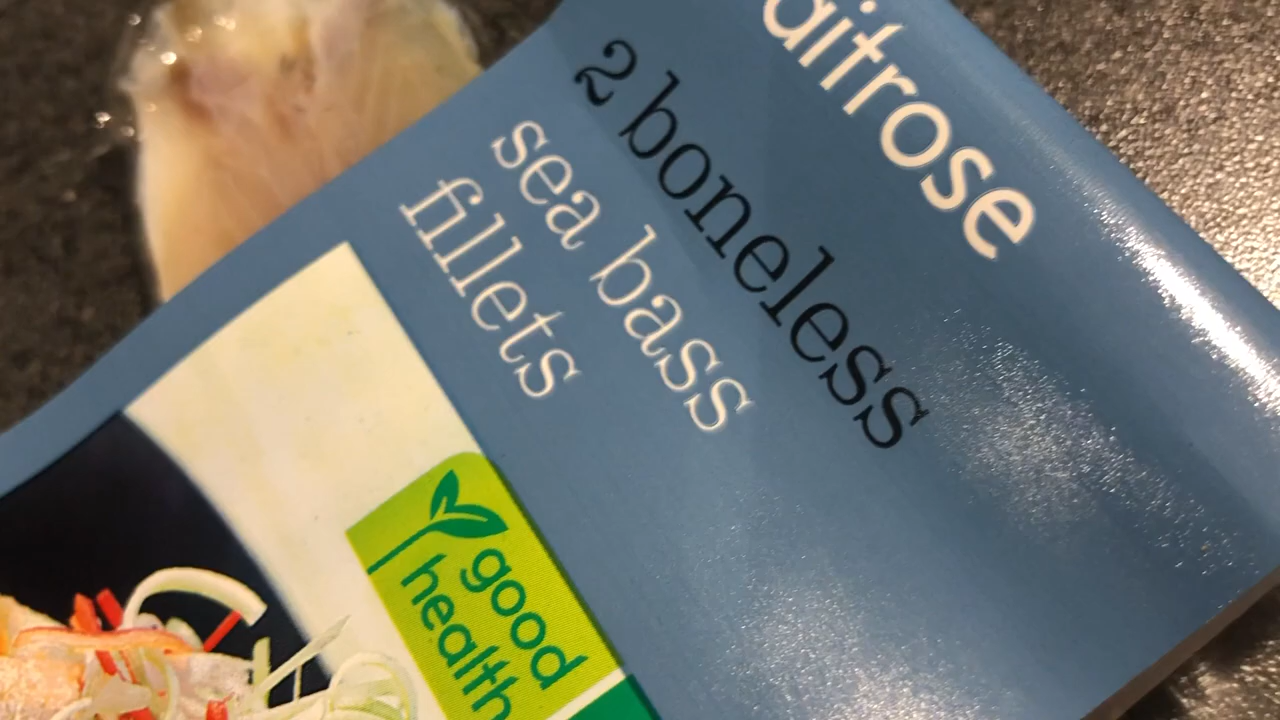 aitrose
2 boneless
sea bass
fillets
good
health